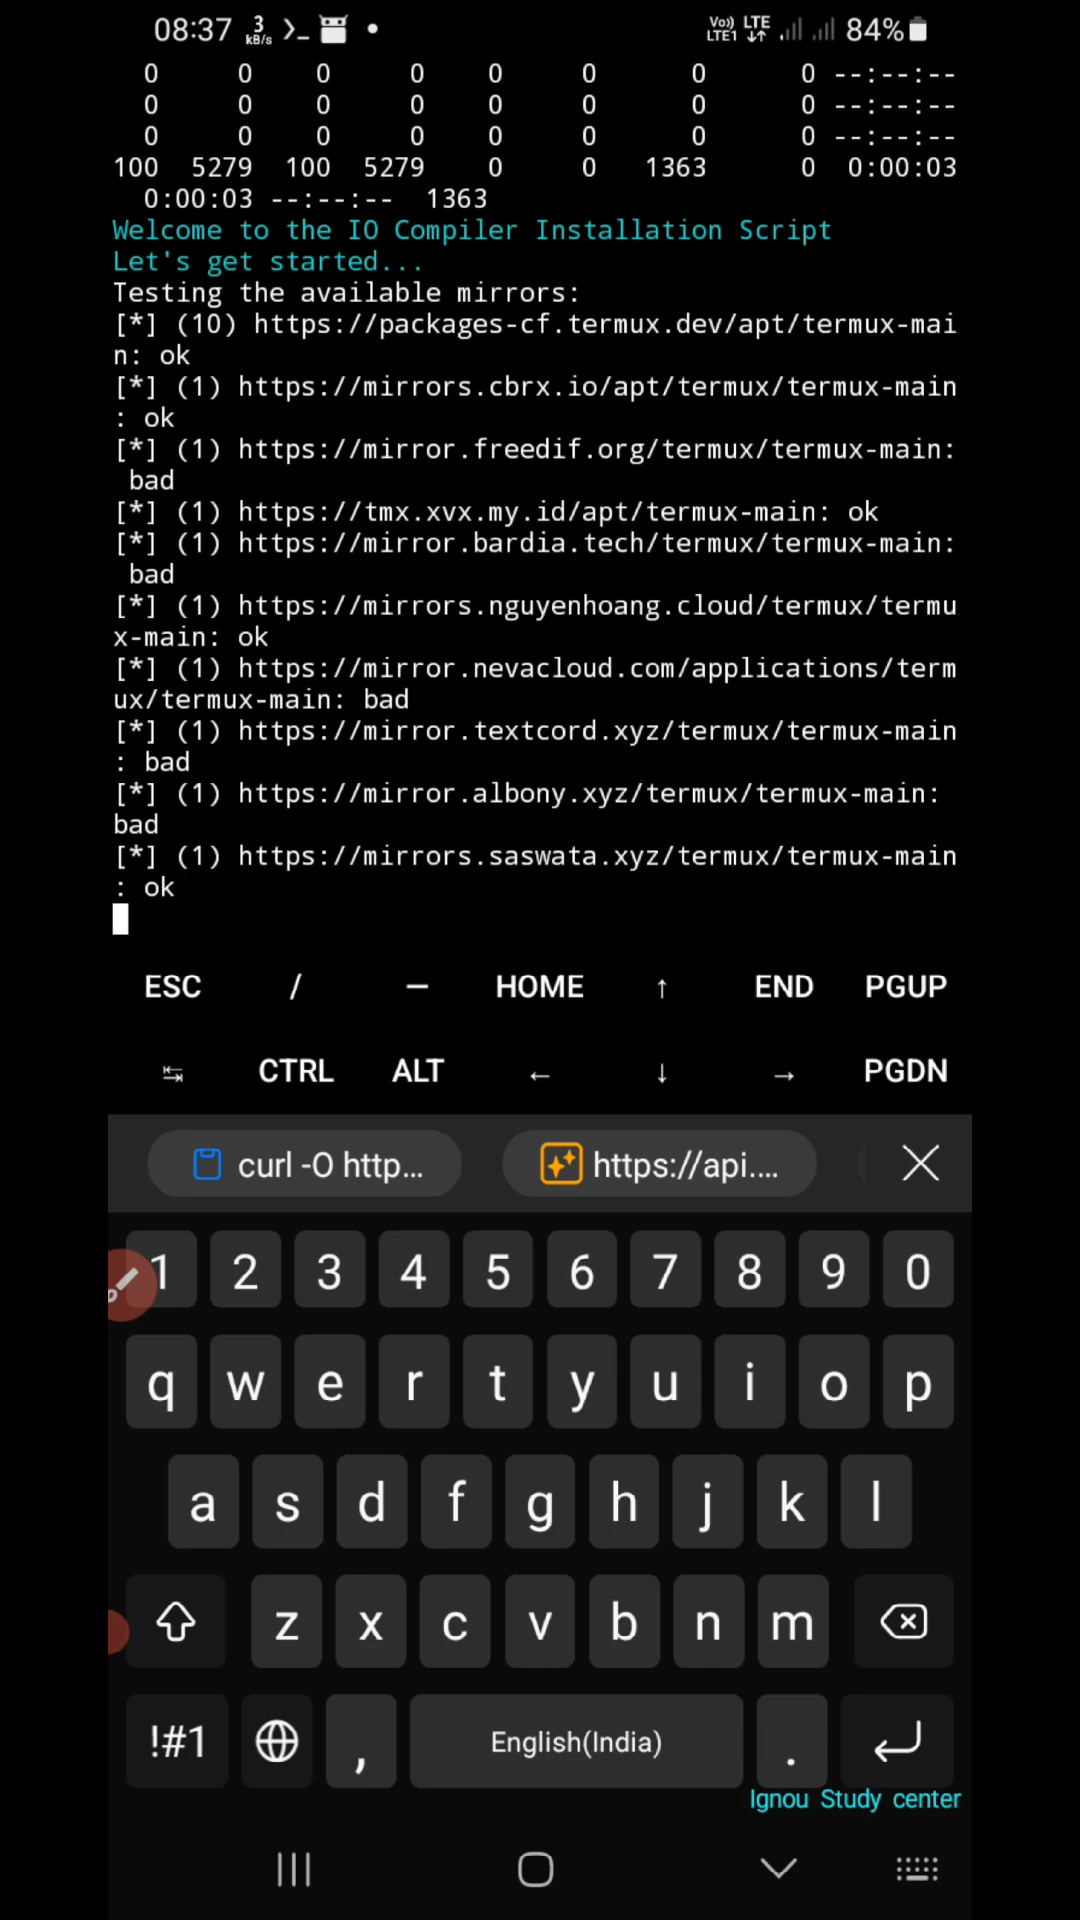 08:37 3 kB/s Vo) LTE1 LTE 84%
0 0 0 0 0 0 0 0 --:--:--
0 0 0 0 0 0 0 0 --:--:--
0 0 0 0 0 0 0 0 --:--:--
100 5279 100 5279 0 0 1363 0 0:00:03
0:00:03 --:--:-- 1363
Welcome to the IO Compiler Installation Script
Let's get started...
Testing the available mirrors:
[*] (10) https://packages-cf.termux.dev/apt/termux-mai
n: ok
[*] (1) https://mirrors.cbrx.io/apt/termux/termux-main
: ok
[*] (1) https://mirror.freedif.org/termux/termux-main:
bad
[*] (1) https://tmx.xvx.my.id/apt/termux-main: ok
[*] (1) https://mirror.bardia.tech/termux/termux-main:
bad
[*] (1) https://mirrors.nguyenhoang.cloud/termux/termu
x-main: ok
[*] (1) https://mirror.nevacloud.com/applications/term
ux/termux-main: bad
[*] (1) https://mirror.textcord.xyz/termux/termux-main
: bad
[*] (1) https://mirror.albony.xyz/termux/termux-main:
bad
[*] (1) https://mirrors.saswata.xyz/termux/termux-main
: ok
ESC / — HOME ↑ END PGUP
↹ CTRL ALT ← ↓ → PGDN
curl -O http... https://api....
1 2 3 4 5 6 7 8 9 0
q w e r t y u i o p
a s d f g h j k l
z x c v b n m
!#1 , English(India) .
Ignou Study center